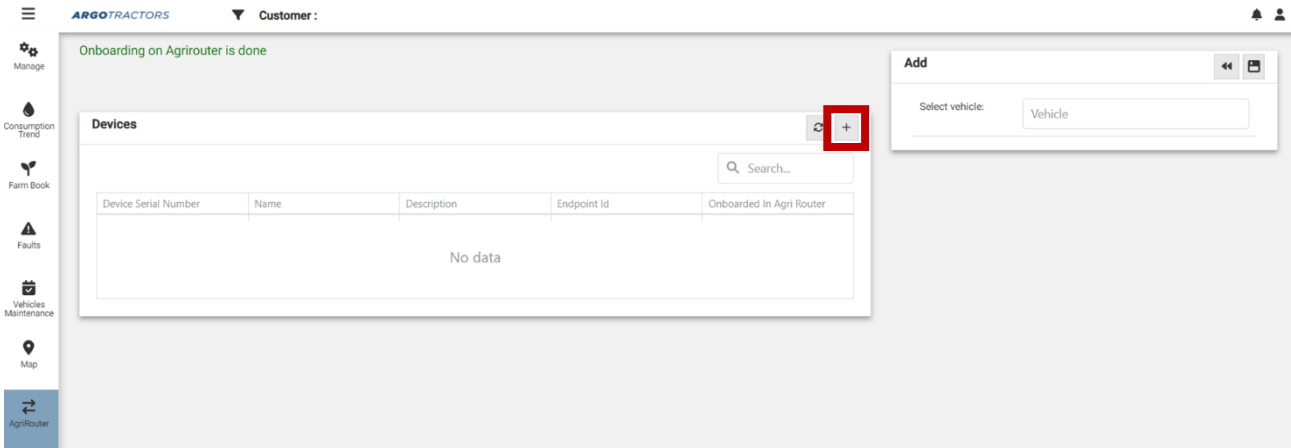 ARGOTRACTORS
Customer :
Manage
Consumption
Trend
Farm Book
Faults
Vehicles
Maintenance
Map
AgriRouter
Onboarding on Agrirouter is done
Devices
Search...
Device Serial Number Name Description Endpoint Id Onboarded In Agri Router
No data
Add
Select vehicle: Vehicle